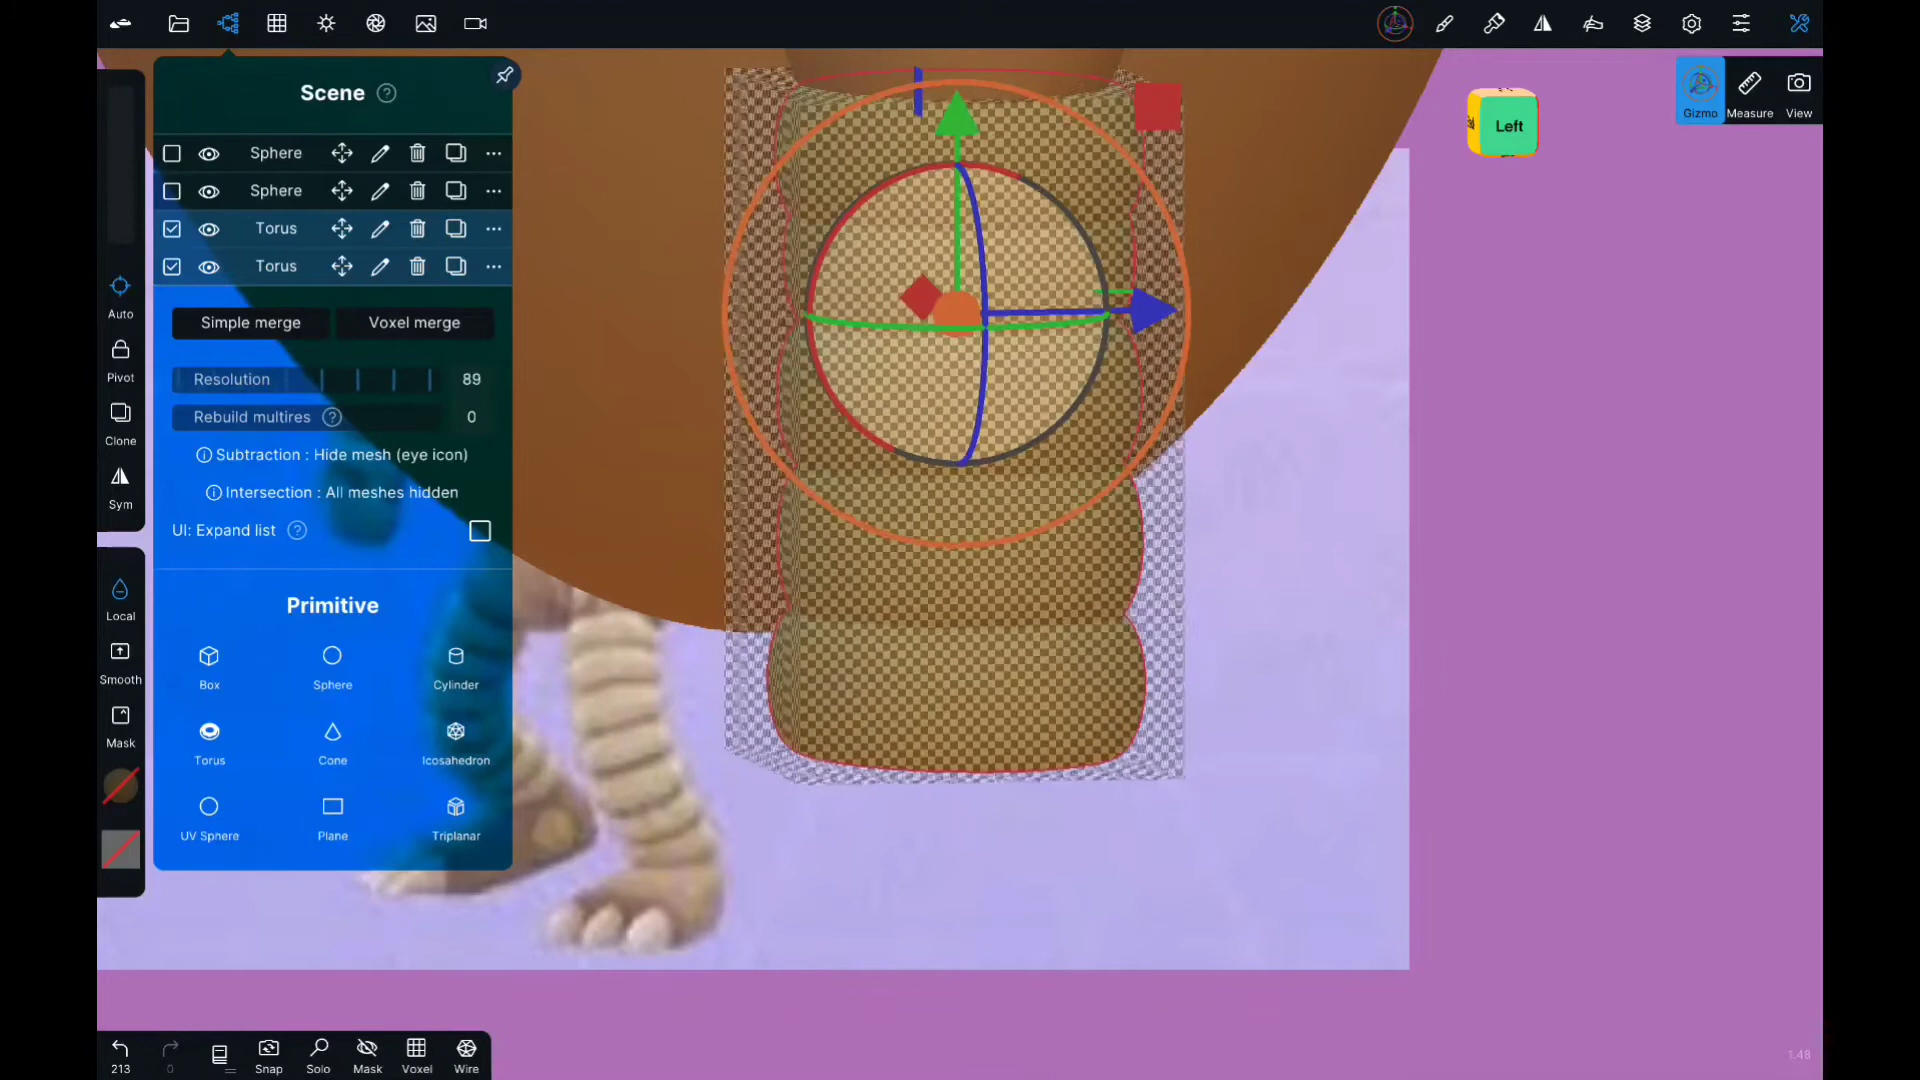 Scene
Gizmo
Measure
View
Left
Sphere
Sphere
Torus
Torus
Simple merge
Voxel merge
Resolution 89
Rebuild multires 0
Subtraction : Hide mesh (eye icon)
Intersection : All meshes hidden
UI: Expand list
Primitive
Box
Sphere
Cylinder
Torus
Cone
Icosahedron
UV Sphere
Plane
Triplanar
Auto
Pivot
Clone
Sym
Local
Smooth
Mask
213
0
Snap
Solo
Mask
Voxel
Wire
1.48